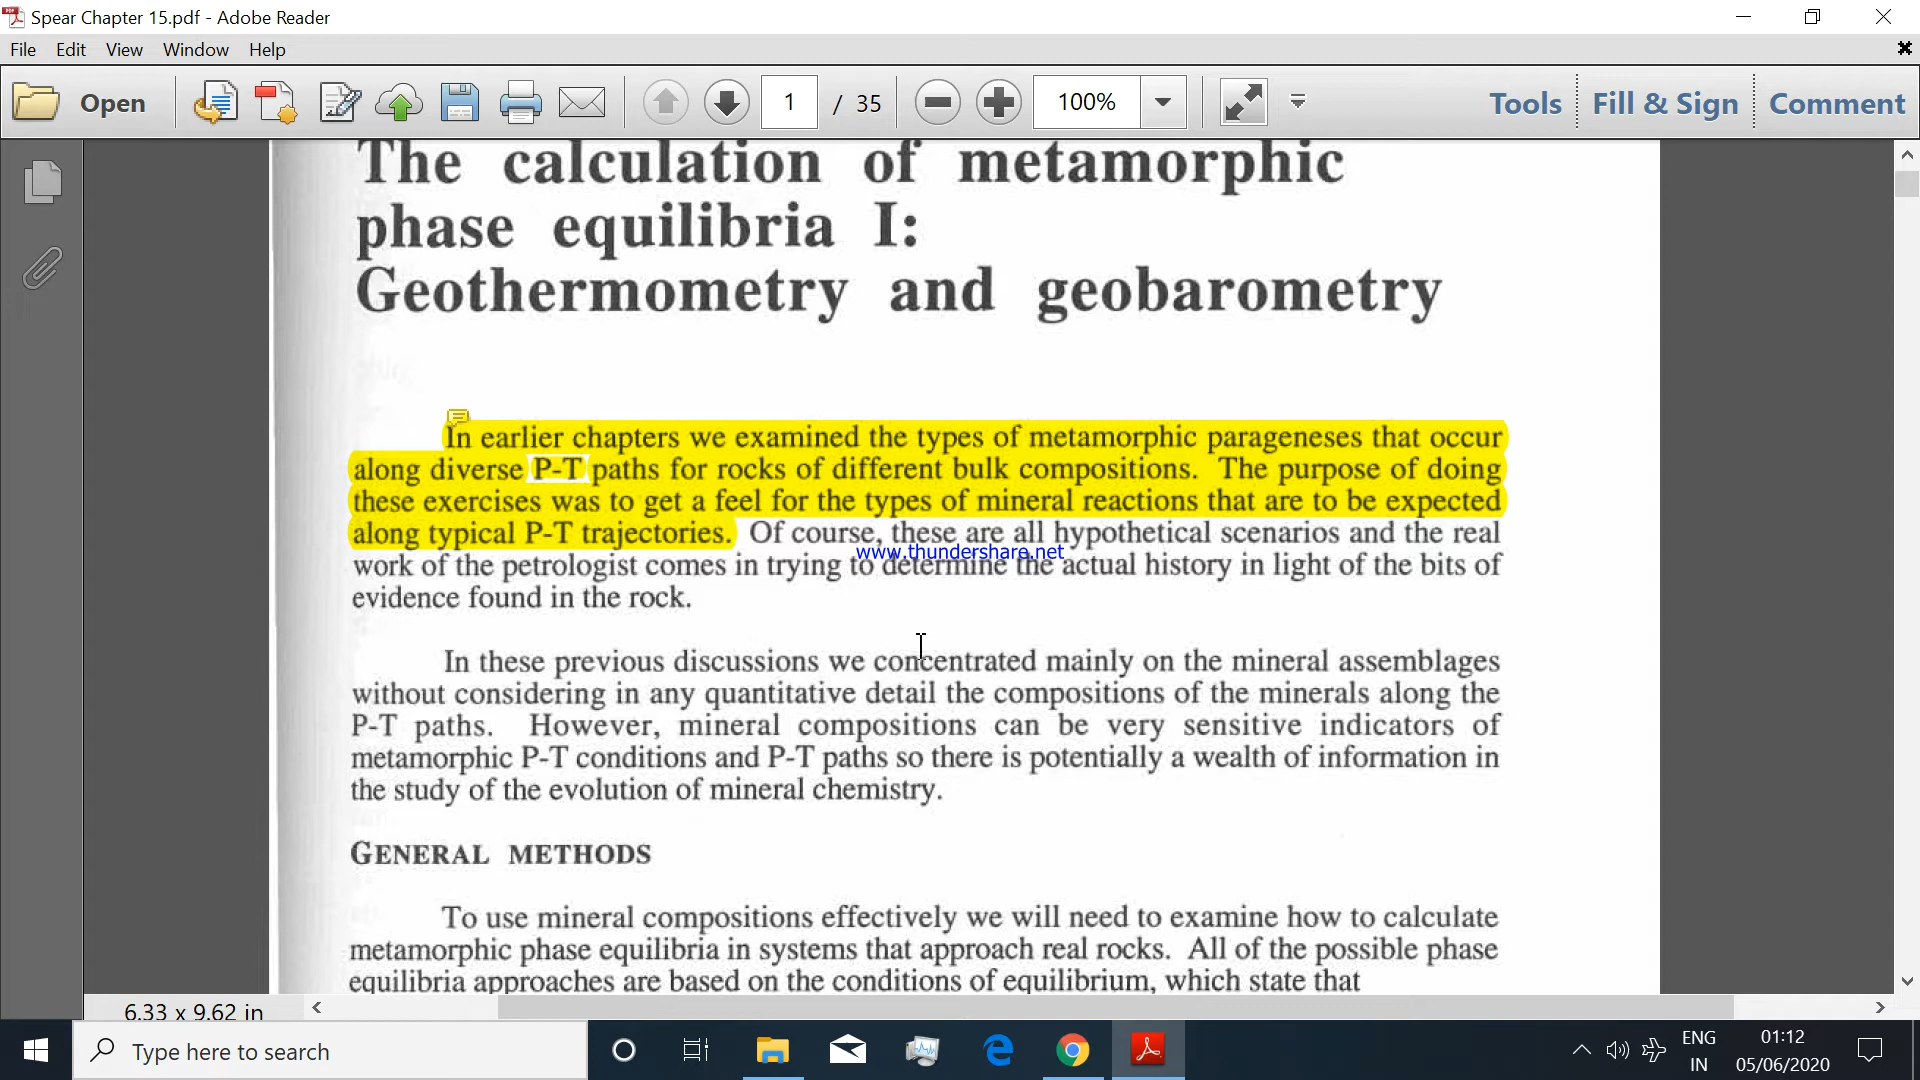 Spear Chapter 15.pdf - Adobe Reader
File Edit View Window Help
Open 1 / 35 100% Tools Fill & Sign Comment
The calculation of metamorphic
phase equilibria I:
Geothermometry and geobarometry
In earlier chapters we examined the types of metamorphic parageneses that occur
along diverse P-T paths for rocks of different bulk compositions. The purpose of doing
these exercises was to get a feel for the types of mineral reactions that are to be expected
along typical P-T trajectories. Of course, these are all hypothetical scenarios and the real
www.thundershare.net
work of the petrologist comes in trying to determine the actual history in light of the bits of
evidence found in the rock.
In these previous discussions we concentrated mainly on the mineral assemblages
without considering in any quantitative detail the compositions of the minerals along the
P-T paths. However, mineral compositions can be very sensitive indicators of
metamorphic P-T conditions and P-T paths so there is potentially a wealth of information in
the study of the evolution of mineral chemistry.
GENERAL METHODS
To use mineral compositions effectively we will need to examine how to calculate
metamorphic phase equilibria in systems that approach real rocks. All of the possible phase
equilibria approaches are based on the conditions of equilibrium, which state that
6.33 x 9.62 in
Type here to search
ENG
IN
01:12
05/06/2020